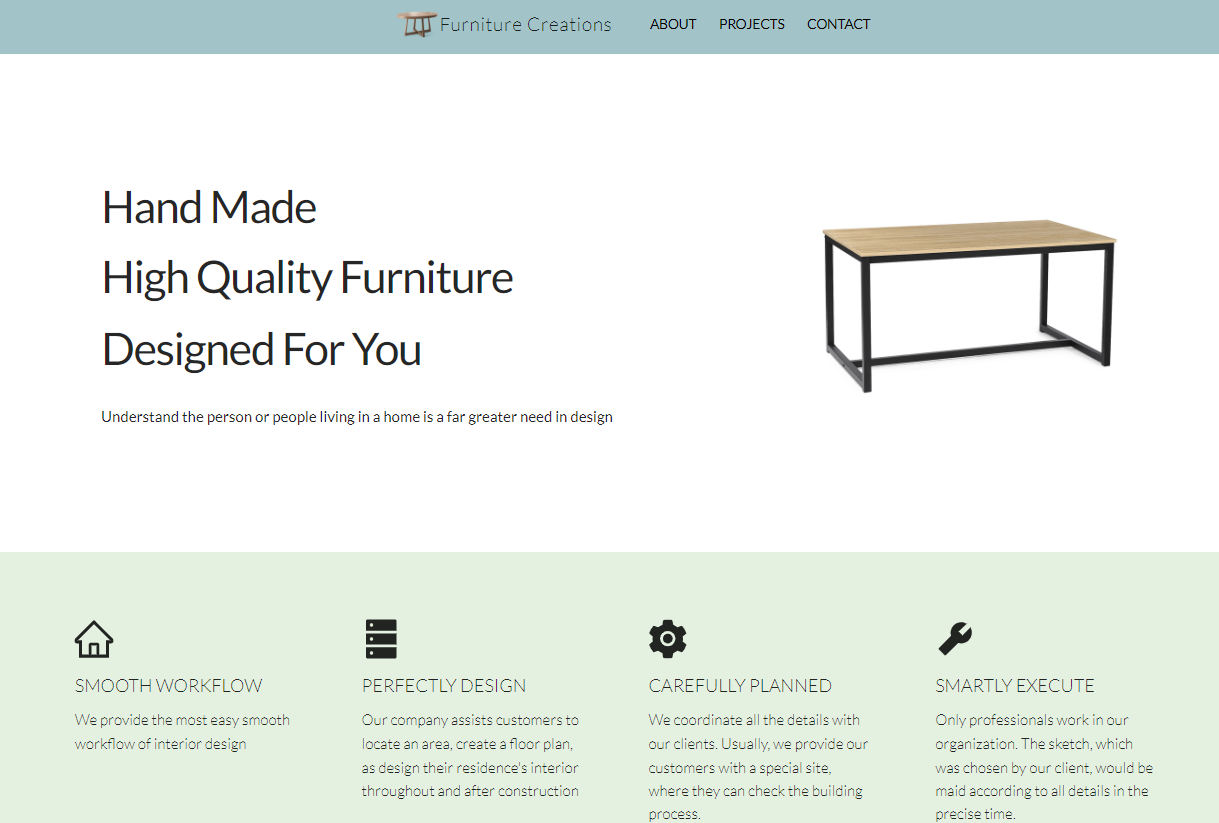 Furniture Creations ABOUT PROJECTS CONTACT
Hand Made
High Quality Furniture
Designed For You
Understand the person or people living in a home is a far greater need in design
SMOOTH WORKFLOW
We provide the most easy smooth
workflow of interior design
PERFECTLY DESIGN
Our company assists customers to
locate an area, create a floor plan,
as design their residence's interior
throughout and after construction
CAREFULLY PLANNED
We coordinate all the details with
our clients. Usually, we provide our
customers with a special site,
where they can check the building
process.
SMARTLY EXECUTE
Only professionals work in our
organization. The sketch, which
was chosen by our client, would be
maid according to all details in the
precise time.